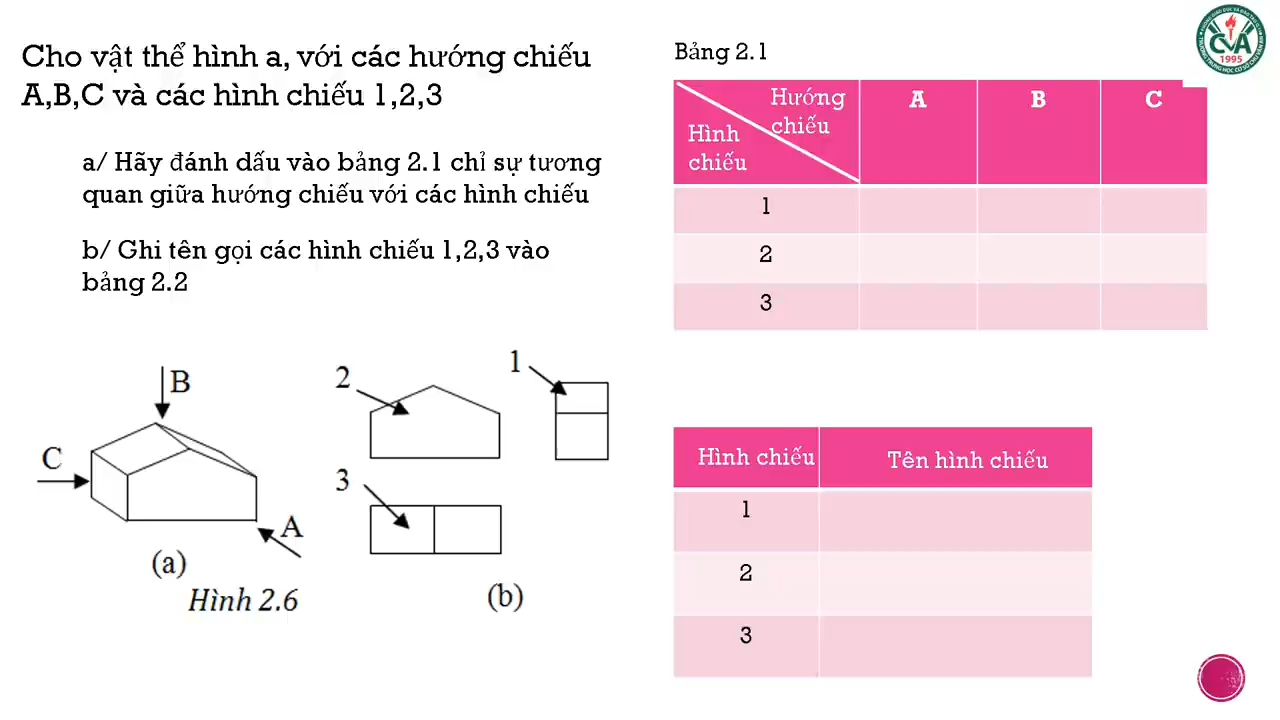 Cho vật thể hình a, với các hướng chiếu
A,B,C và các hình chiếu 1,2,3
a/ Hãy đánh dấu vào bảng 2.1 chỉ sự tương
quan giữa hướng chiếu với các hình chiếu
b/ Ghi tên gọi các hình chiếu 1,2,3 vào
bảng 2.2
B
C
A
(a)
Hình 2.6
2
1
3
(b)
Bảng 2.1
Hướng
chiếu
Hình
chiếu
A B C
1
2
3
Hình chiếu Tên hình chiếu
1
2
3
CVA
1995